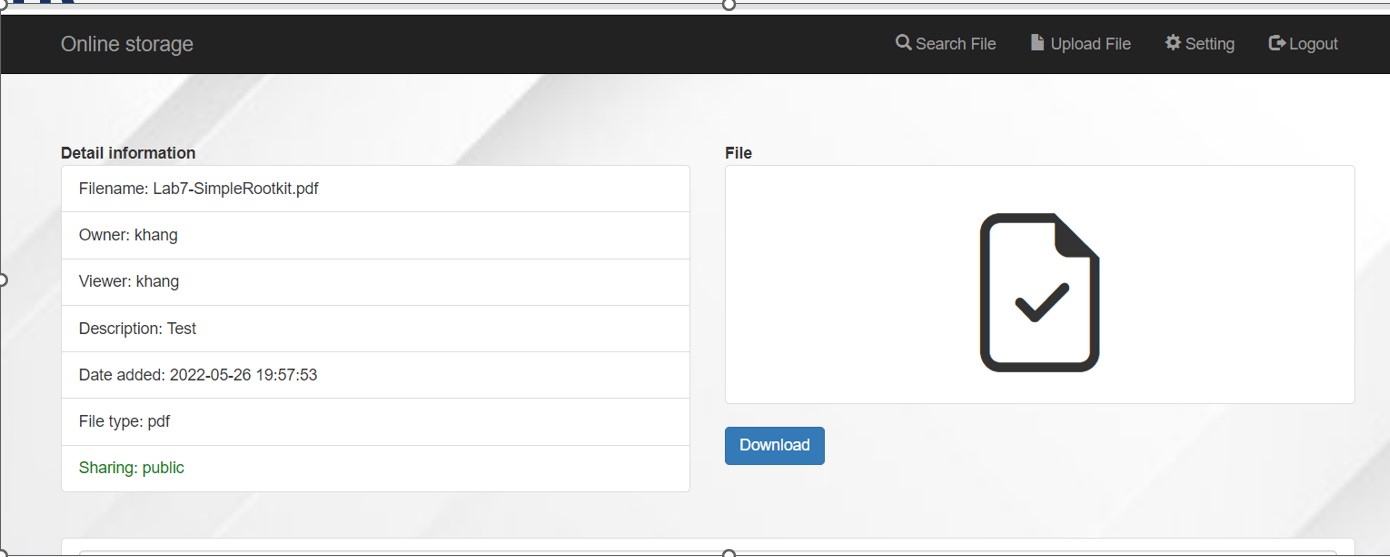 Online storage
Search File
Upload File
Setting
Logout
Detail information
Filename: Lab7-SimpleRootkit.pdf
Owner: khang
Viewer: khang
Description: Test
Date added: 2022-05-26 19:57:53
File type: pdf
Sharing: public
File
Download